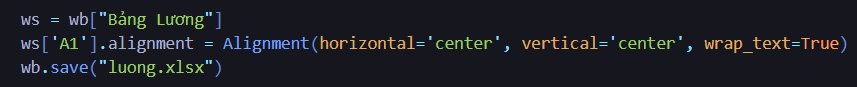 ws = wb["Bảng Lương"]
ws['A1'].alignment = Alignment(horizontal='center', vertical='center', wrap_text=True)
wb.save("luong.xlsx")